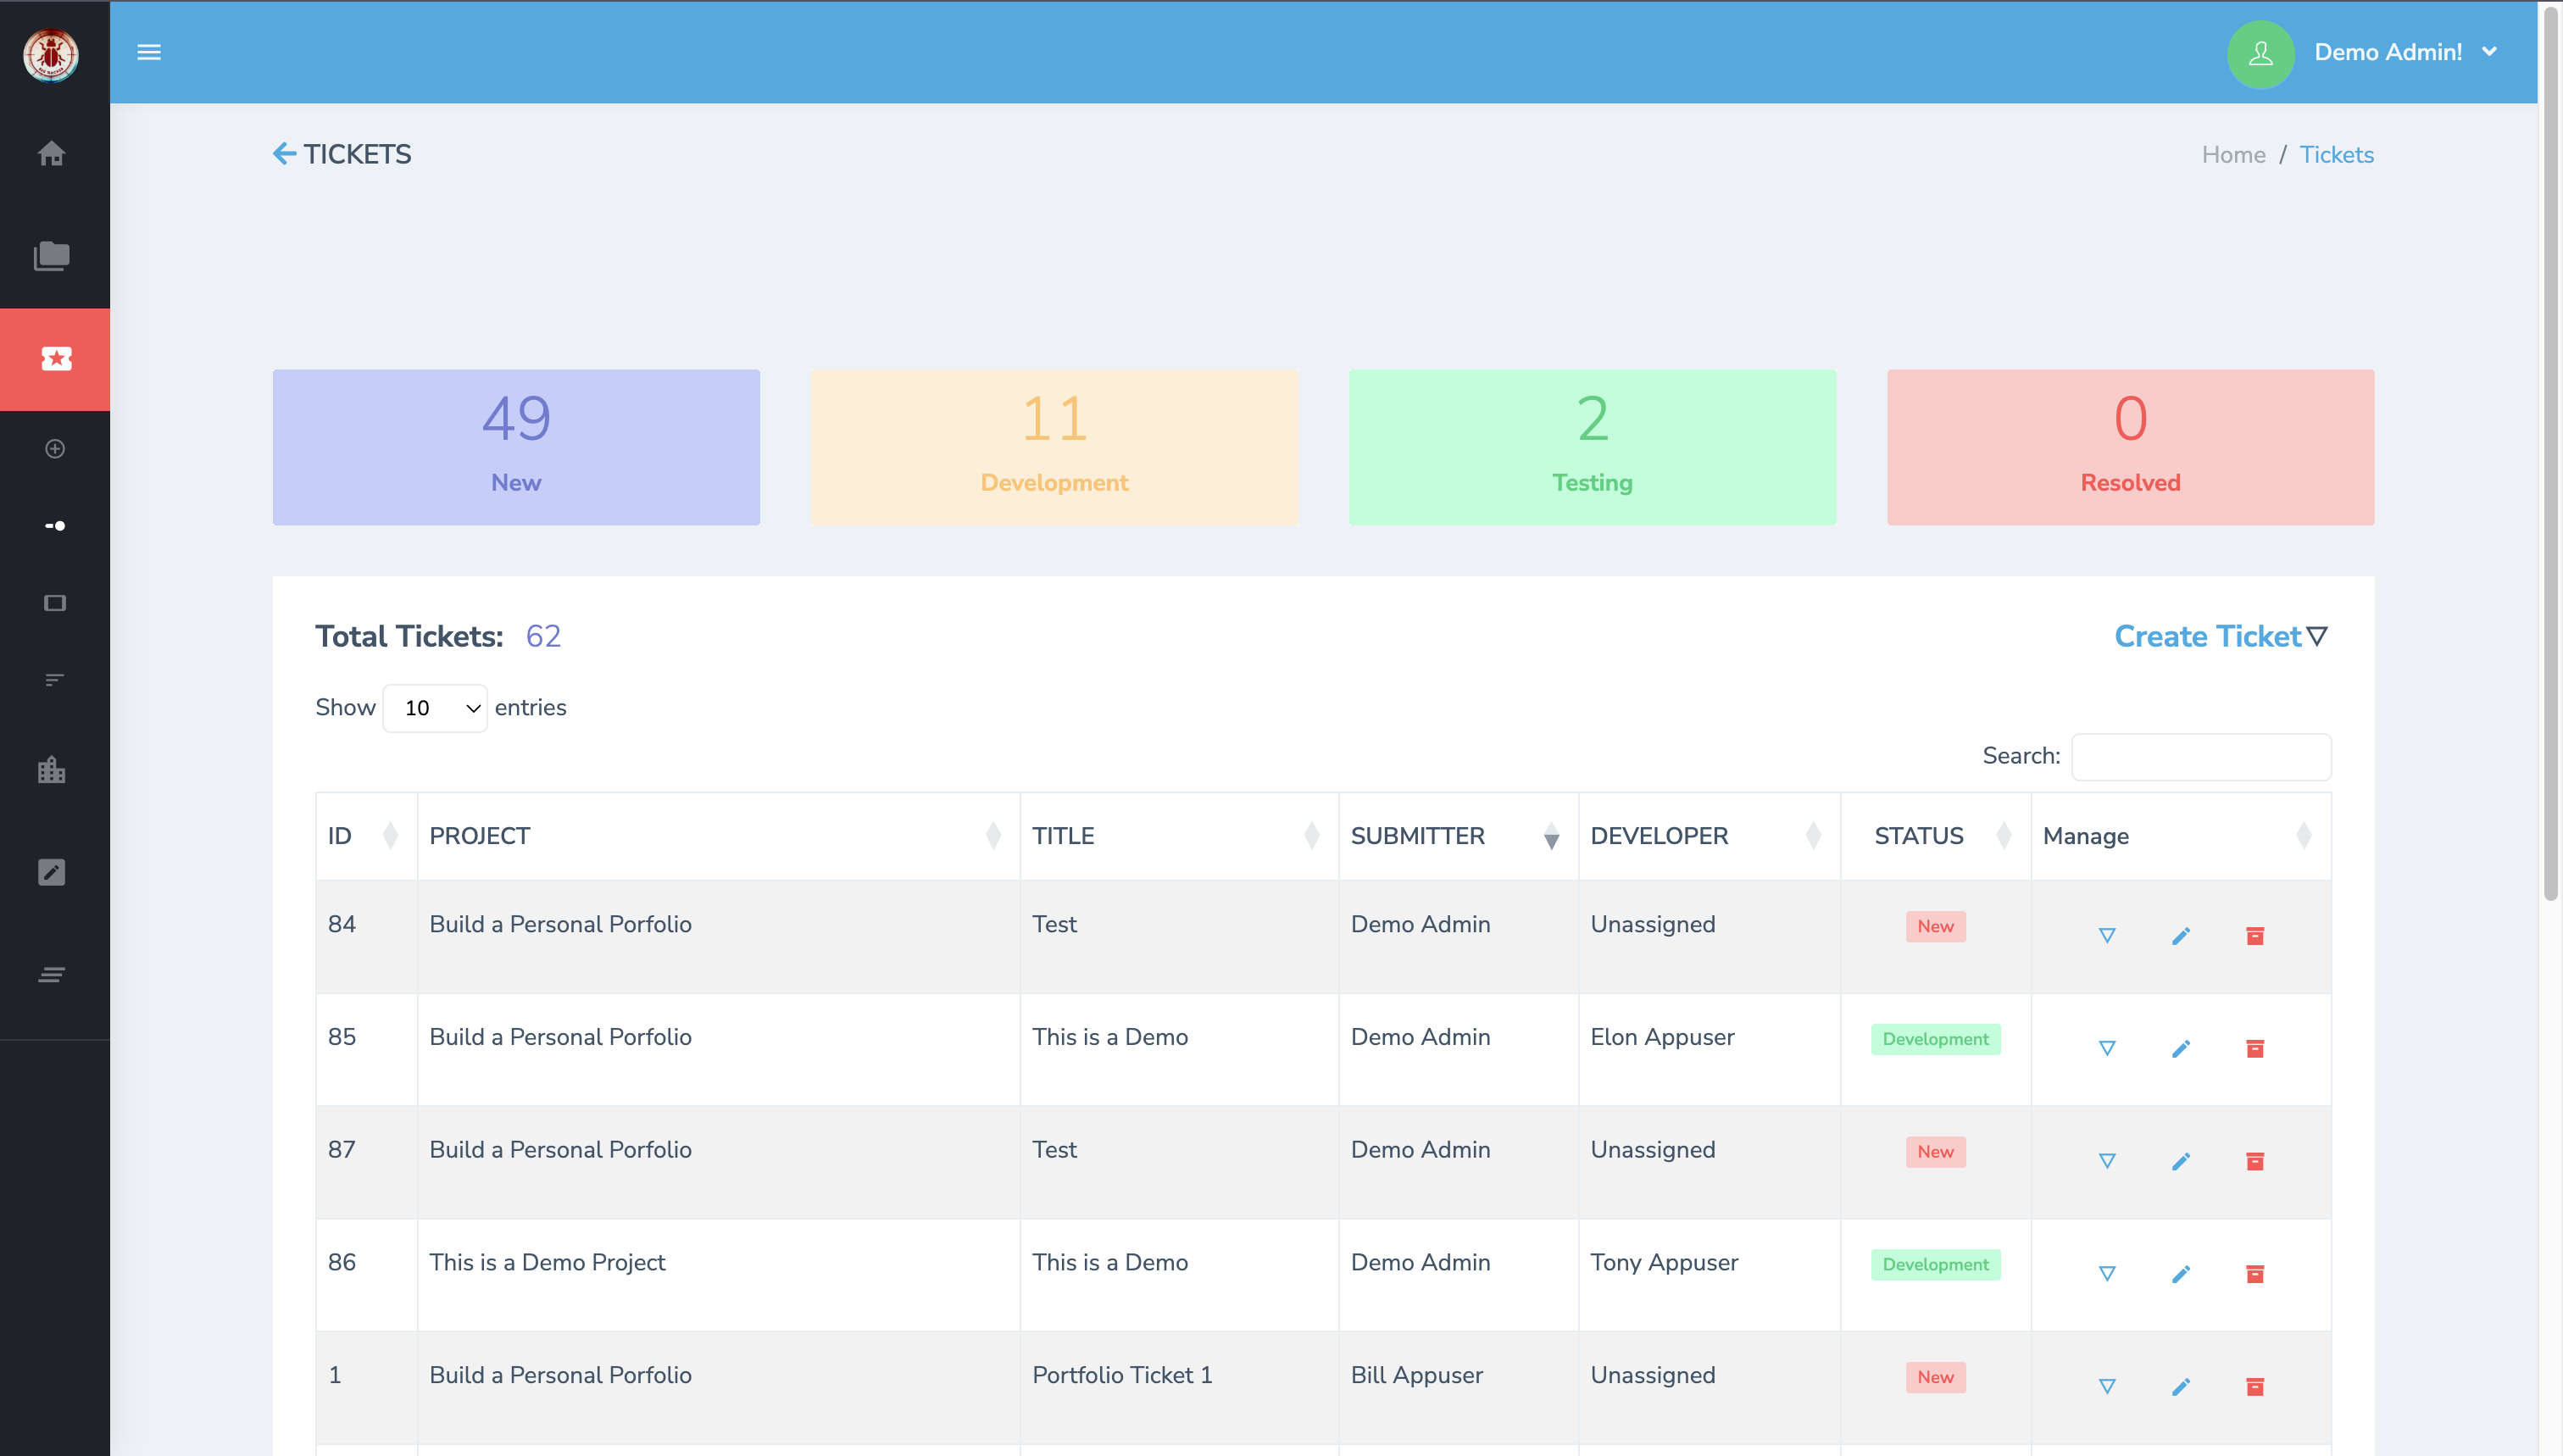 Demo Admin!
TICKETS
Home / Tickets
49
New
11
Development
2
Testing
0
Resolved
Total Tickets: 62
Create Ticket
Show 10 entries
Search:
ID PROJECT TITLE SUBMITTER DEVELOPER STATUS Manage
84 Build a Personal Porfolio Test Demo Admin Unassigned New
85 Build a Personal Porfolio This is a Demo Demo Admin Elon Appuser Development
87 Build a Personal Porfolio Test Demo Admin Unassigned New
86 This is a Demo Project This is a Demo Demo Admin Tony Appuser Development
1 Build a Personal Porfolio Portfolio Ticket 1 Bill Appuser Unassigned New